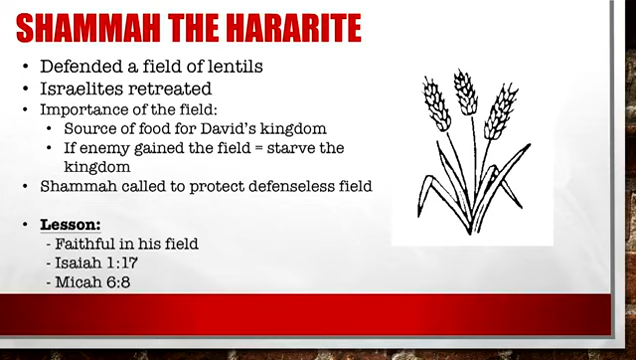 SHAMMAH THE HARARITE
• Defended a field of lentils
• Israelites retreated
• Importance of the field:
• Source of food for David's kingdom
• If enemy gained the field = starve the
kingdom
• Shammah called to protect defenseless field
• Lesson:
- Faithful in his field
- Isaiah 1:17
- Micah 6:8